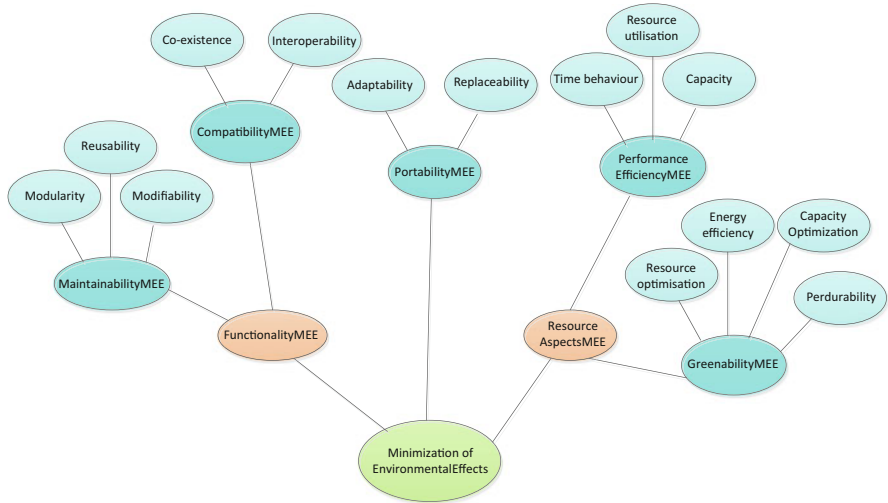 Co-existence
Interoperability
Adaptability
Replaceability
Resource
utilisation
Time behaviour
Capacity
CompatibilityMEE
Reusability
Modularity
Modifiability
PortabilityMEE
Performance
EfficiencyMEE
Energy
efficiency
Capacity
Optimization
Resource
optimisation
Perdurability
MaintainabilityMEE
FunctionalityMEE
Resource
AspectsMEE
GreenabilityMEE
Minimization of
EnvironmentalEffects